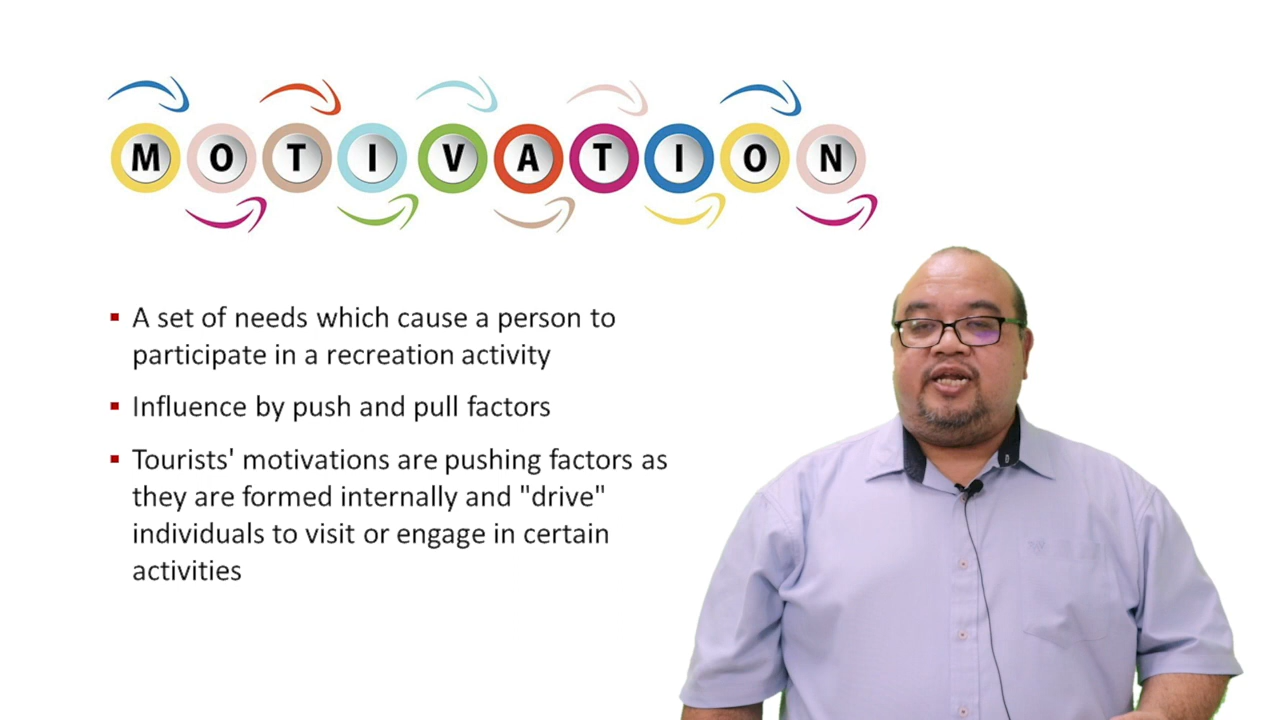 MOTIVATION
A set of needs which cause a person to
participate in a recreation activity
Influence by push and pull factors
Tourists' motivations are pushing factors as
they are formed internally and "drive"
individuals to visit or engage in certain
activities